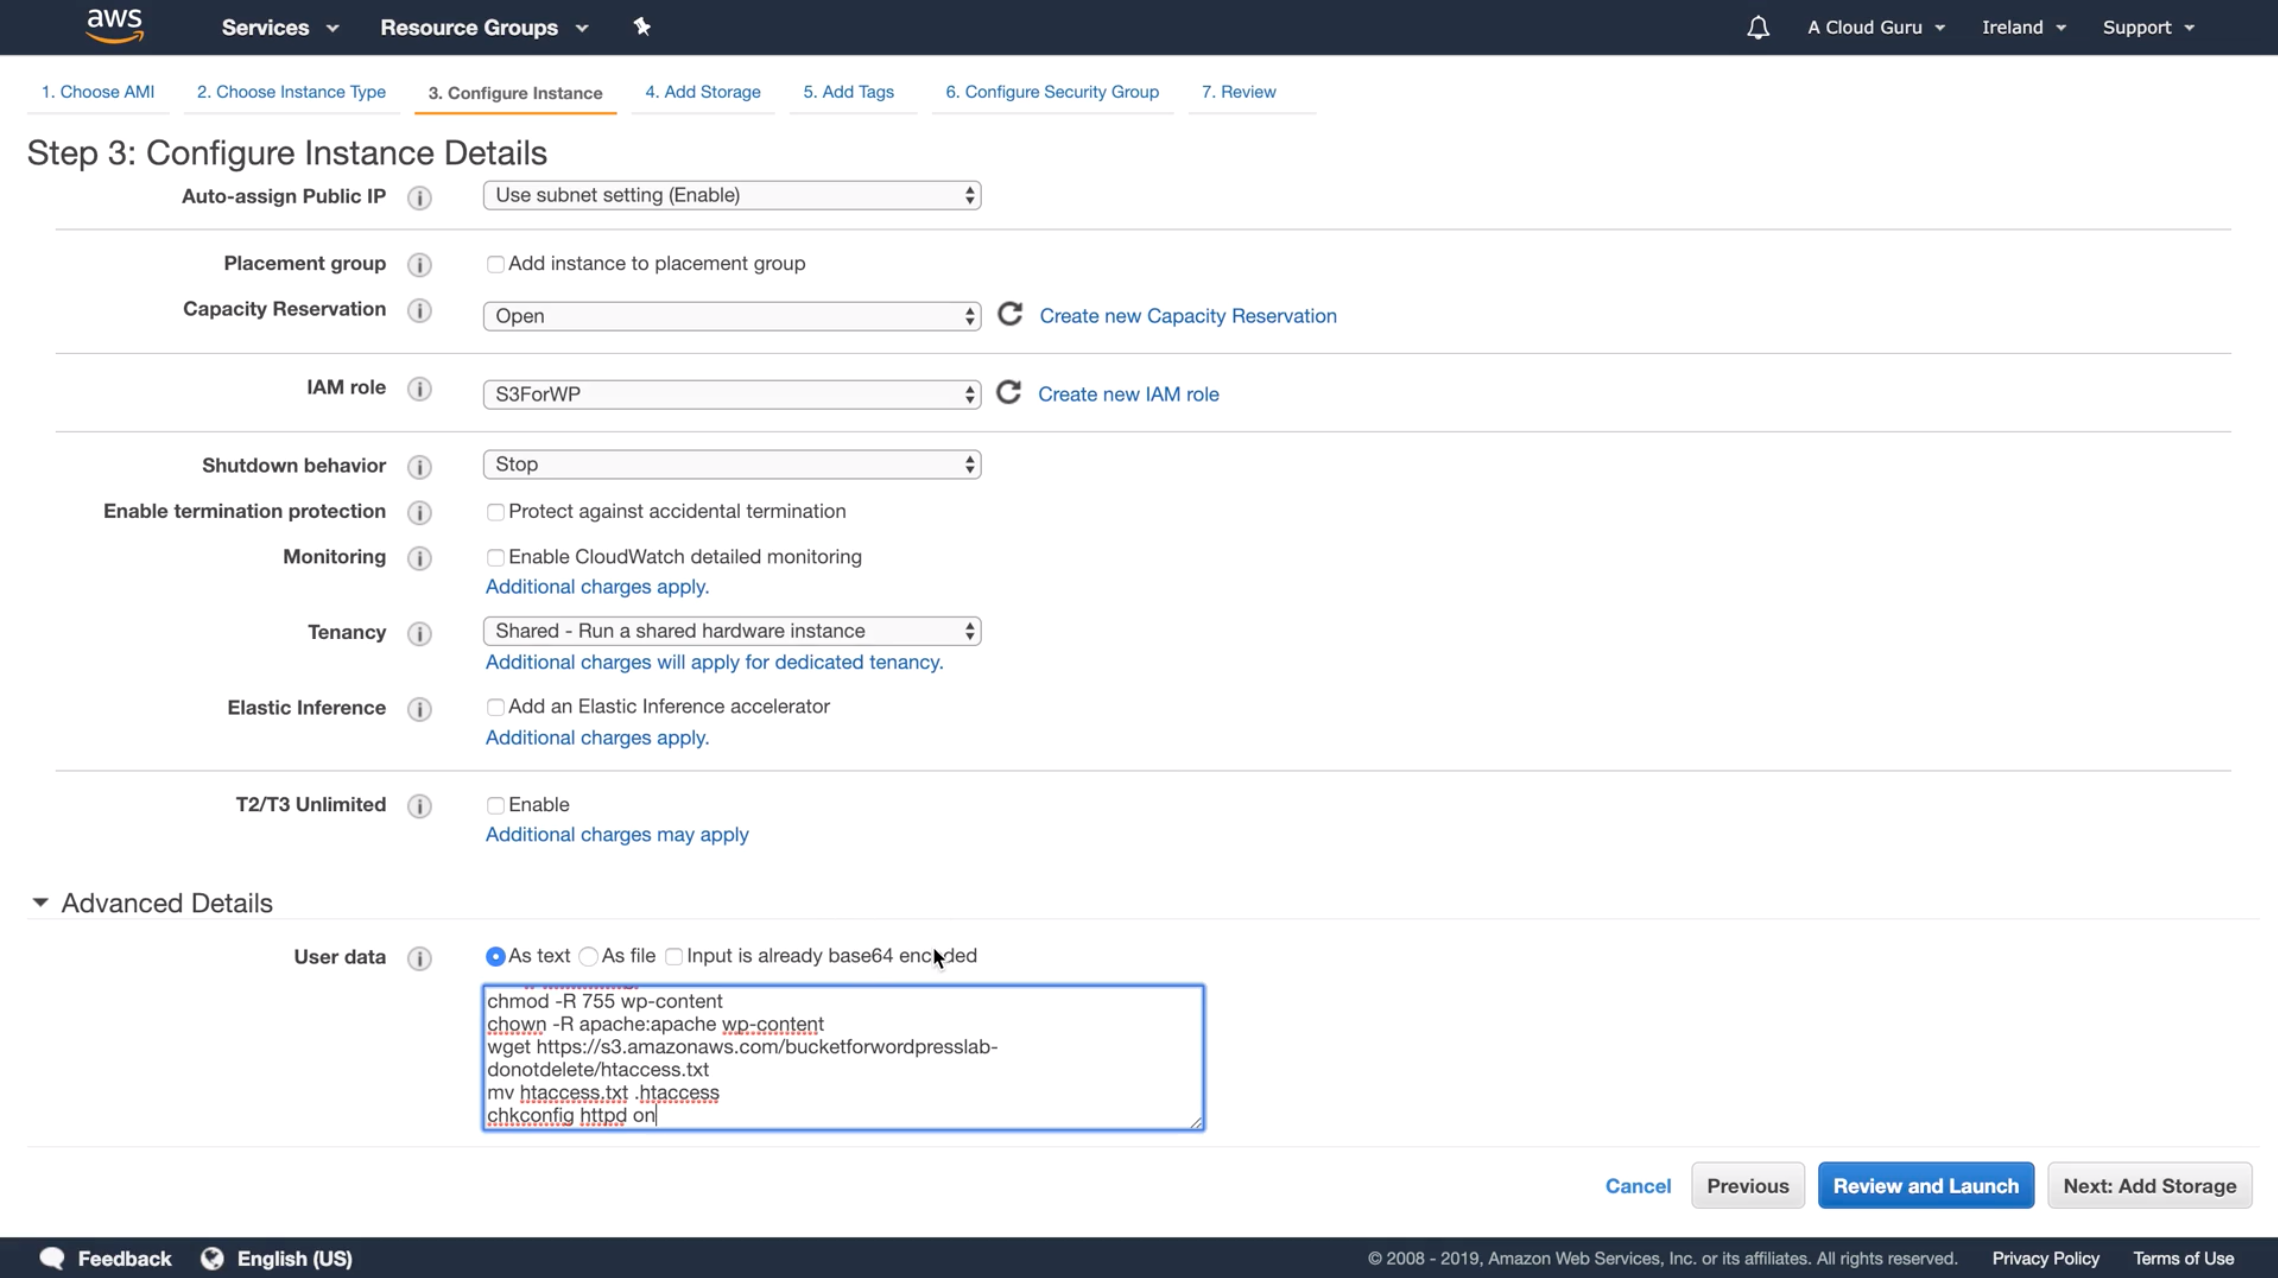 aws
Services
Resource Groups
A Cloud Guru
Ireland
Support
1. Choose AMI
2. Choose Instance Type
3. Configure Instance
4. Add Storage
5. Add Tags
6. Configure Security Group
7. Review
Step 3: Configure Instance Details
Auto-assign Public IP
Use subnet setting (Enable)
Placement group
Add instance to placement group
Capacity Reservation
Open
Create new Capacity Reservation
IAM role
S3ForWP
Create new IAM role
Shutdown behavior
Stop
Enable termination protection
Protect against accidental termination
Monitoring
Enable CloudWatch detailed monitoring
Additional charges apply.
Tenancy
Shared - Run a shared hardware instance
Additional charges will apply for dedicated tenancy.
Elastic Inference
Add an Elastic Inference accelerator
Additional charges apply.
T2/T3 Unlimited
Enable
Additional charges may apply
Advanced Details
User data
As text
As file
Input is already base64 encoded
chmod -R 755 wp-content
chown -R apache:apache wp-content
wget https://s3.amazonaws.com/bucketforwordpresslab-
donotdelete/htaccess.txt
mv htaccess.txt .htaccess
chkconfig httpd on
Cancel
Previous
Review and Launch
Next: Add Storage
Feedback
English (US)
© 2008 - 2019, Amazon Web Services, Inc. or its affiliates. All rights reserved.
Privacy Policy
Terms of Use